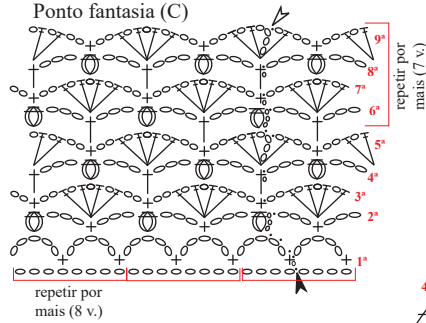 Ponto fantasia (C)
9ª
8ª
7ª
6ª
5ª
4ª
3ª
2ª
1ª
repetir por
mais (7 v.)
repetir por
mais (8 v.)
4